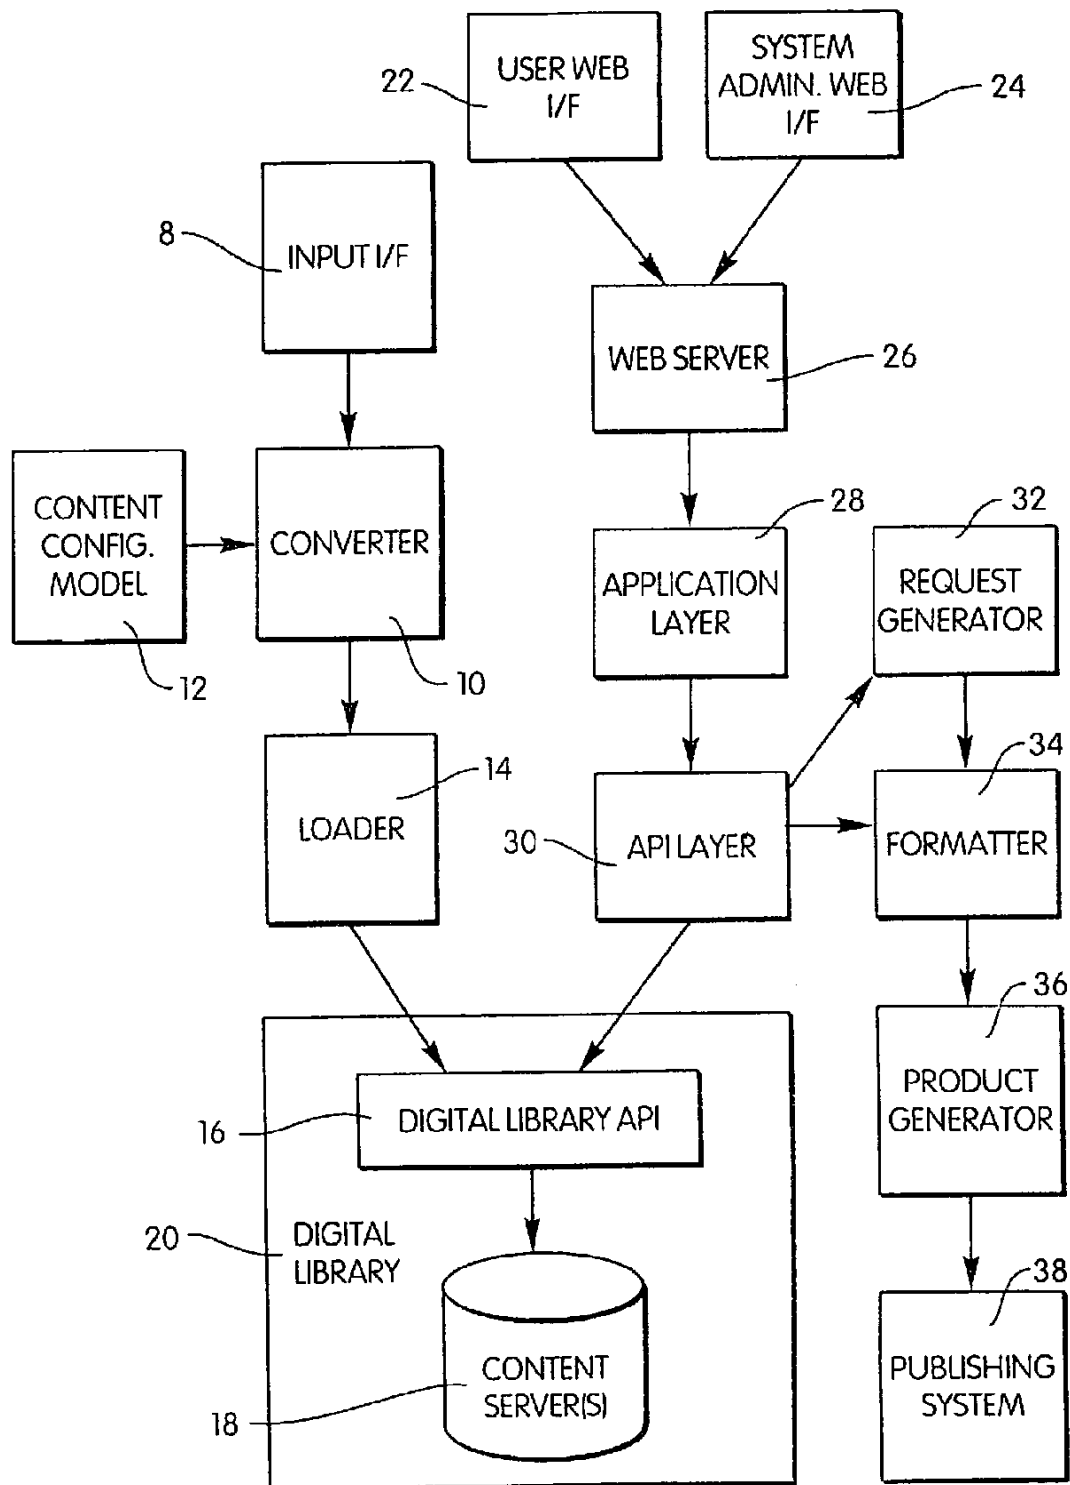 USER WEB
I/F
22
SYSTEM
ADMIN. WEB
I/F
24
8
INPUT I/F
WEB SERVER
26
CONTENT
CONFIG.
MODEL
12
CONVERTER
10
28
APPLICATION
LAYER
32
REQUEST
GENERATOR
14
LOADER
30
API LAYER
34
FORMATTER
36
PRODUCT
GENERATOR
16
DIGITAL LIBRARY API
20
DIGITAL
LIBRARY
18
CONTENT
SERVER(S)
38
PUBLISHING
SYSTEM